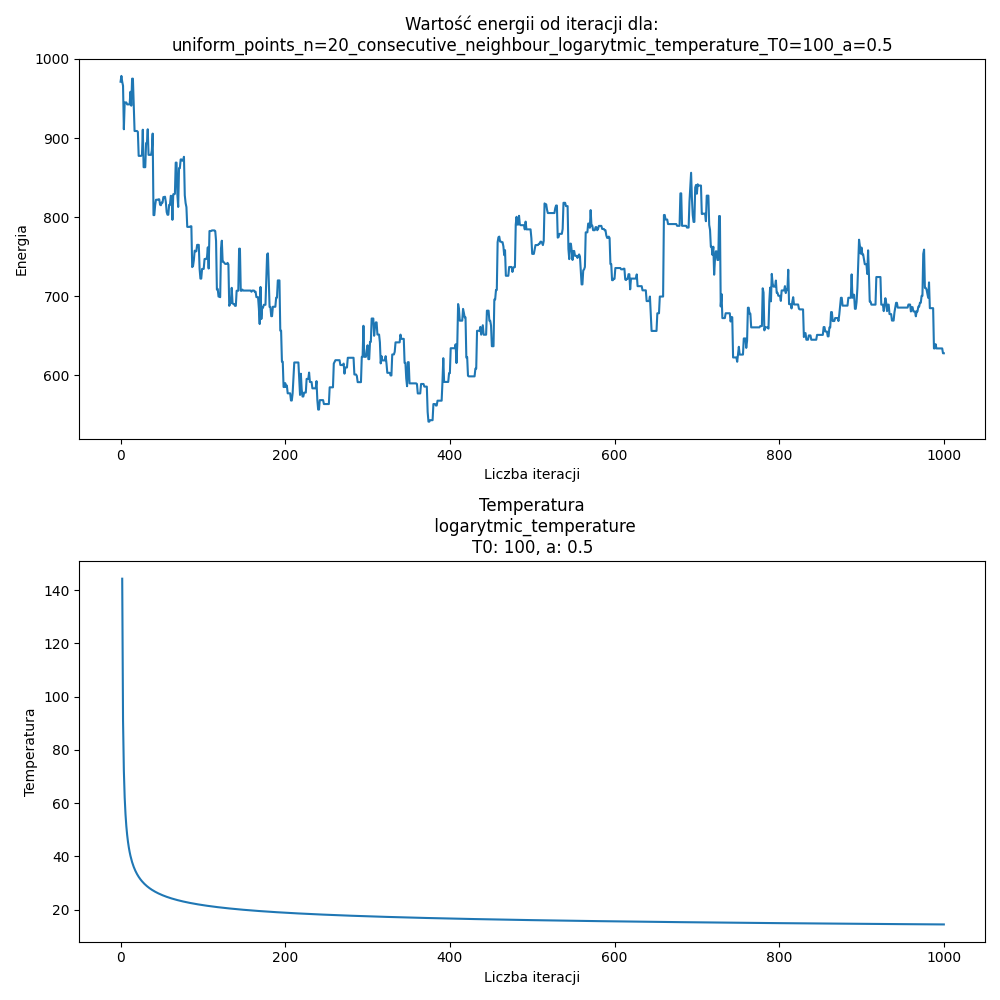 Wartość energii od iteracji dla:
uniform_points_n=20_consecutive_neighbour_logarytmic_temperature_T0=100_a=0.5
1000
900
800
700
600
Energia
0 200 400 600 800 1000
Liczba iteracji
Temperatura
logarytmic_temperature
T0: 100, a: 0.5
140
120
100
80
60
40
20
Temperatura
0 200 400 600 800 1000
Liczba iteracji